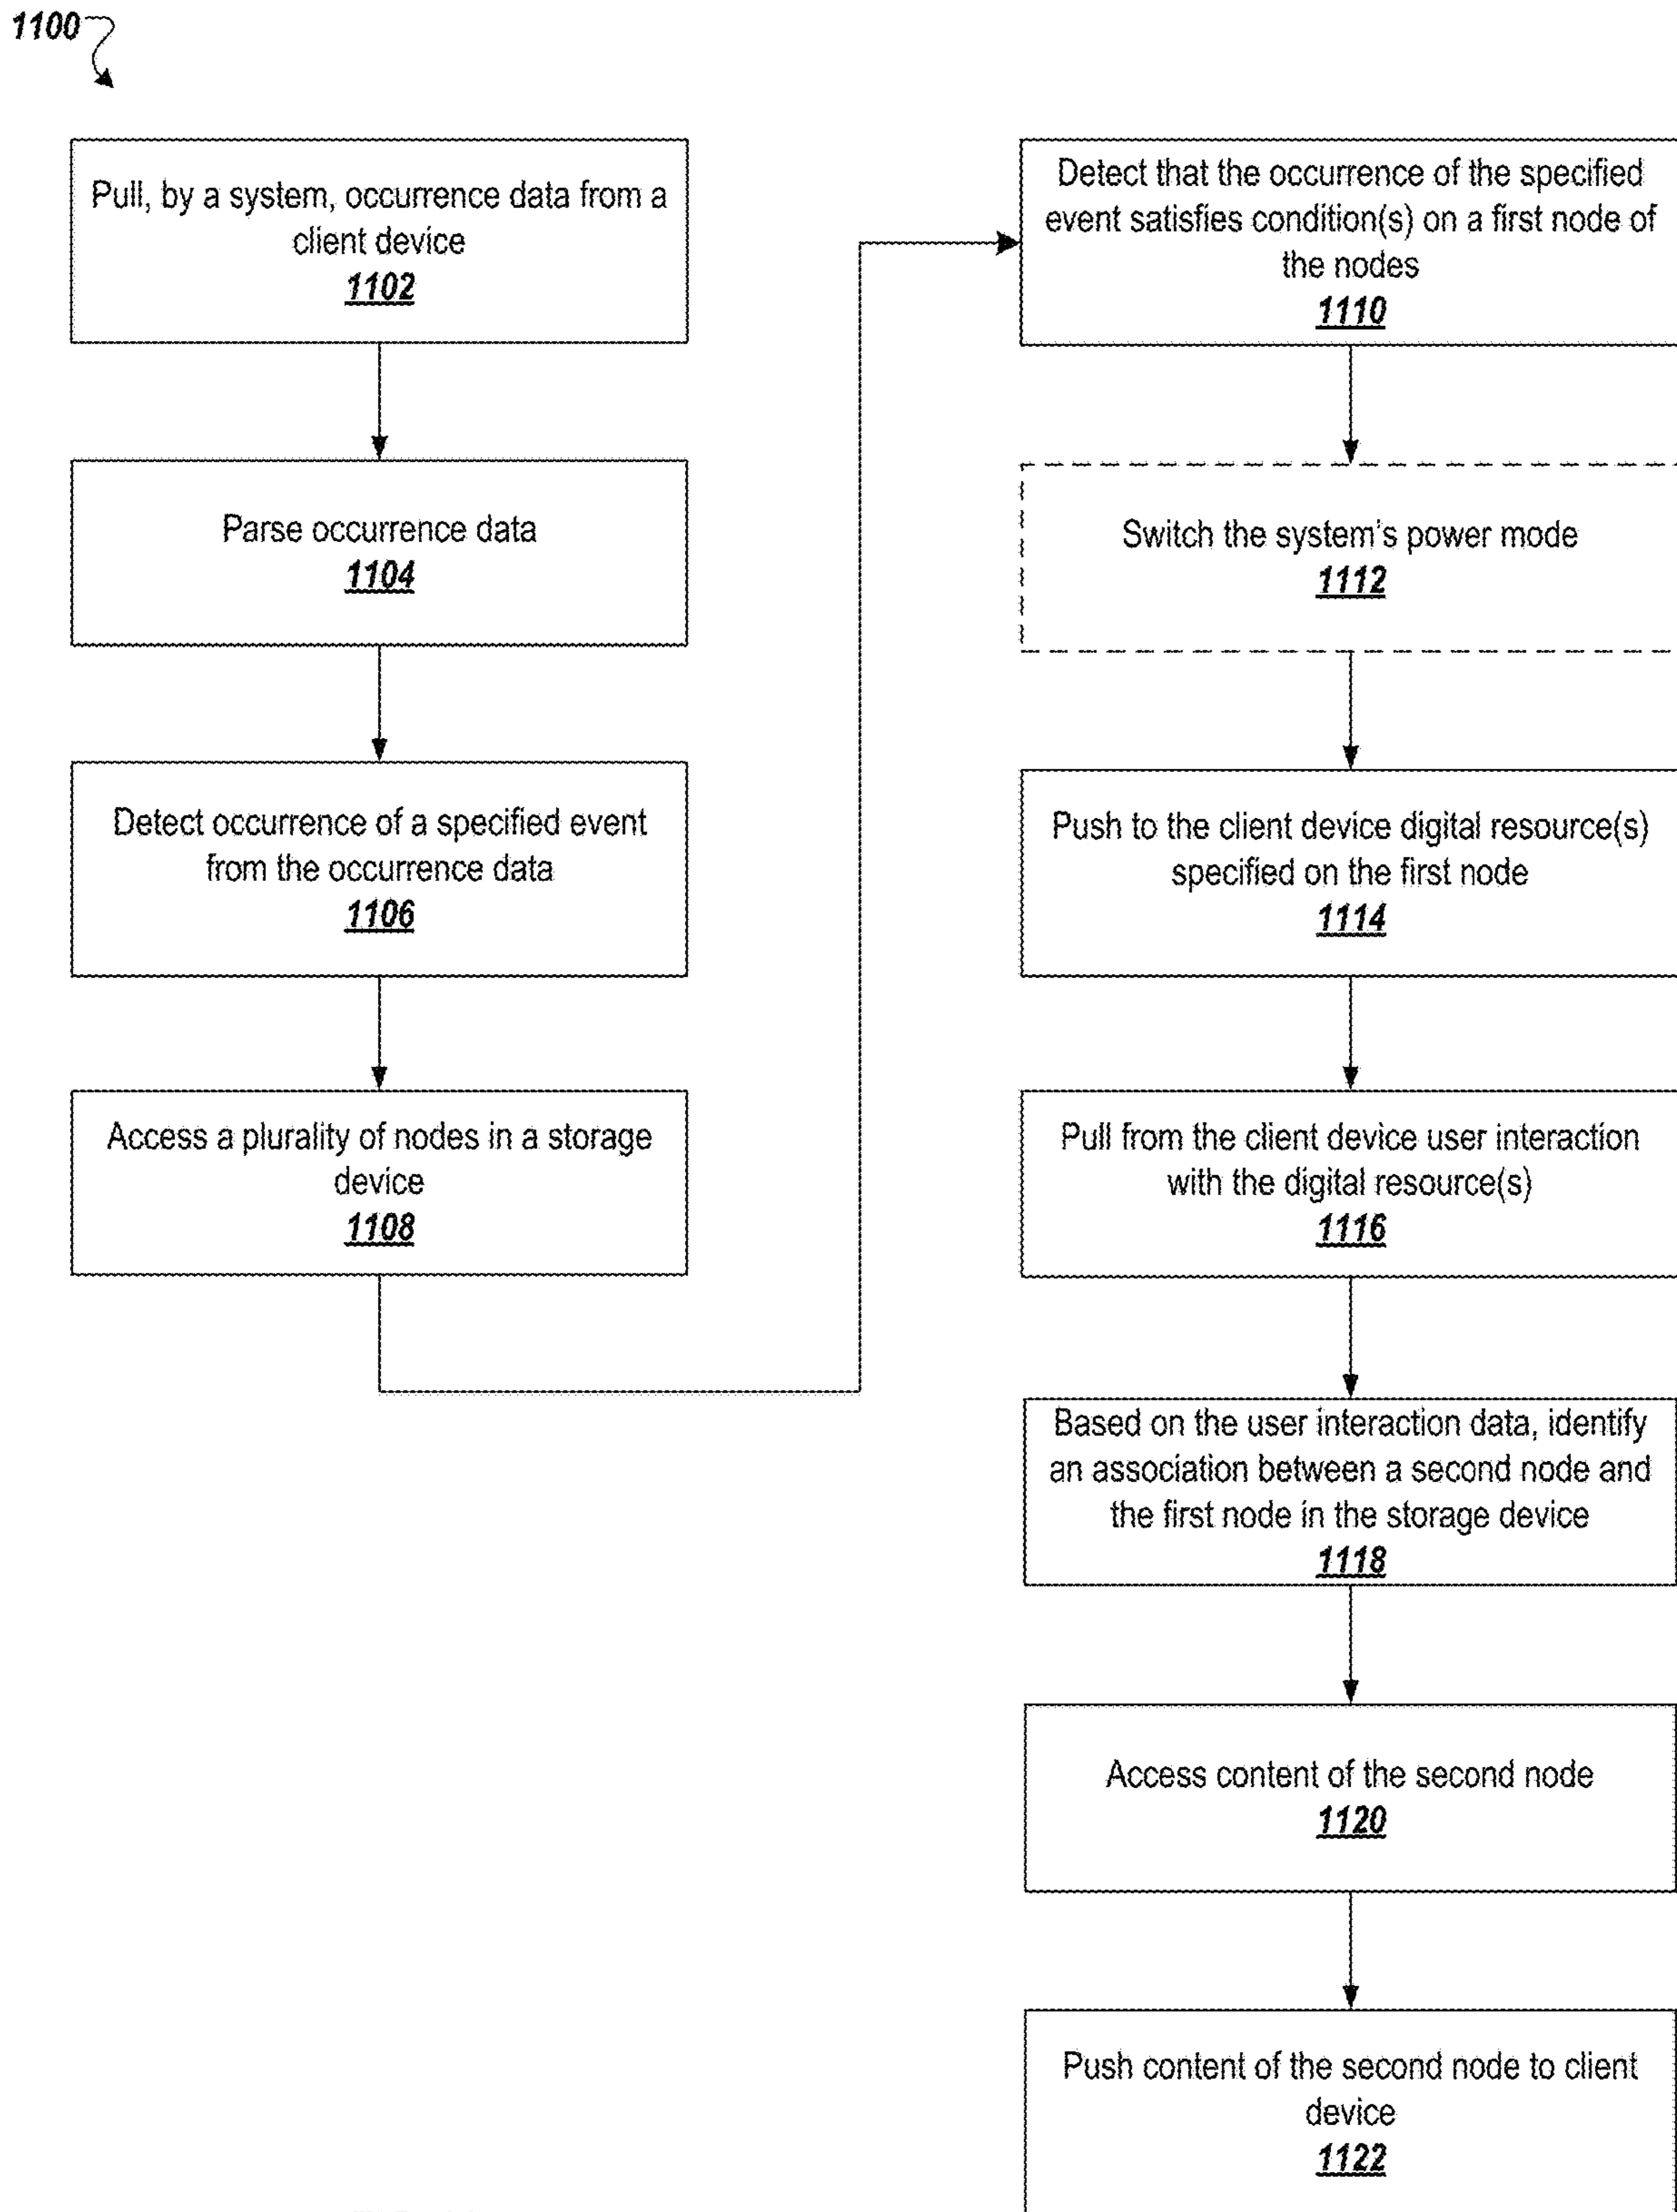 1100
Pull, by a system, occurrence data from a
client device
1102
Parse occurrence data
1104
Detect occurrence of a specified event
from the occurrence data
1106
Access a plurality of nodes in a storage
device
1108
Detect that the occurrence of the specified
event satisfies condition(s) on a first node of
the nodes
1110
Switch the system's power mode
1112
Push to the client device digital resource(s)
specified on the first node
1114
Pull from the client device user interaction
with the digital resource(s)
1116
Based on the user interaction data, identify
an association between a second node and
the first node in the storage device
1118
Access content of the second node
1120
Push content of the second node to client
device
1122